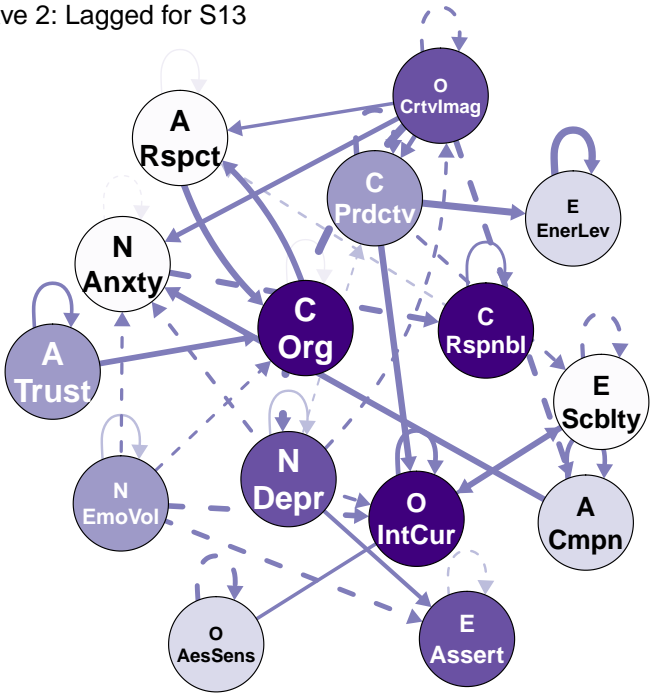 ve 2: Lagged for S13
O
CrtvImag
A
Rspct
C
Prdctv
E
EnerLev
N
Anxty
C
Org
C
Rspnbl
A
Trust
E
Scblty
N
Depr
N
EmoVol
O
IntCur
A
Cmpn
O
AesSens
E
Assert